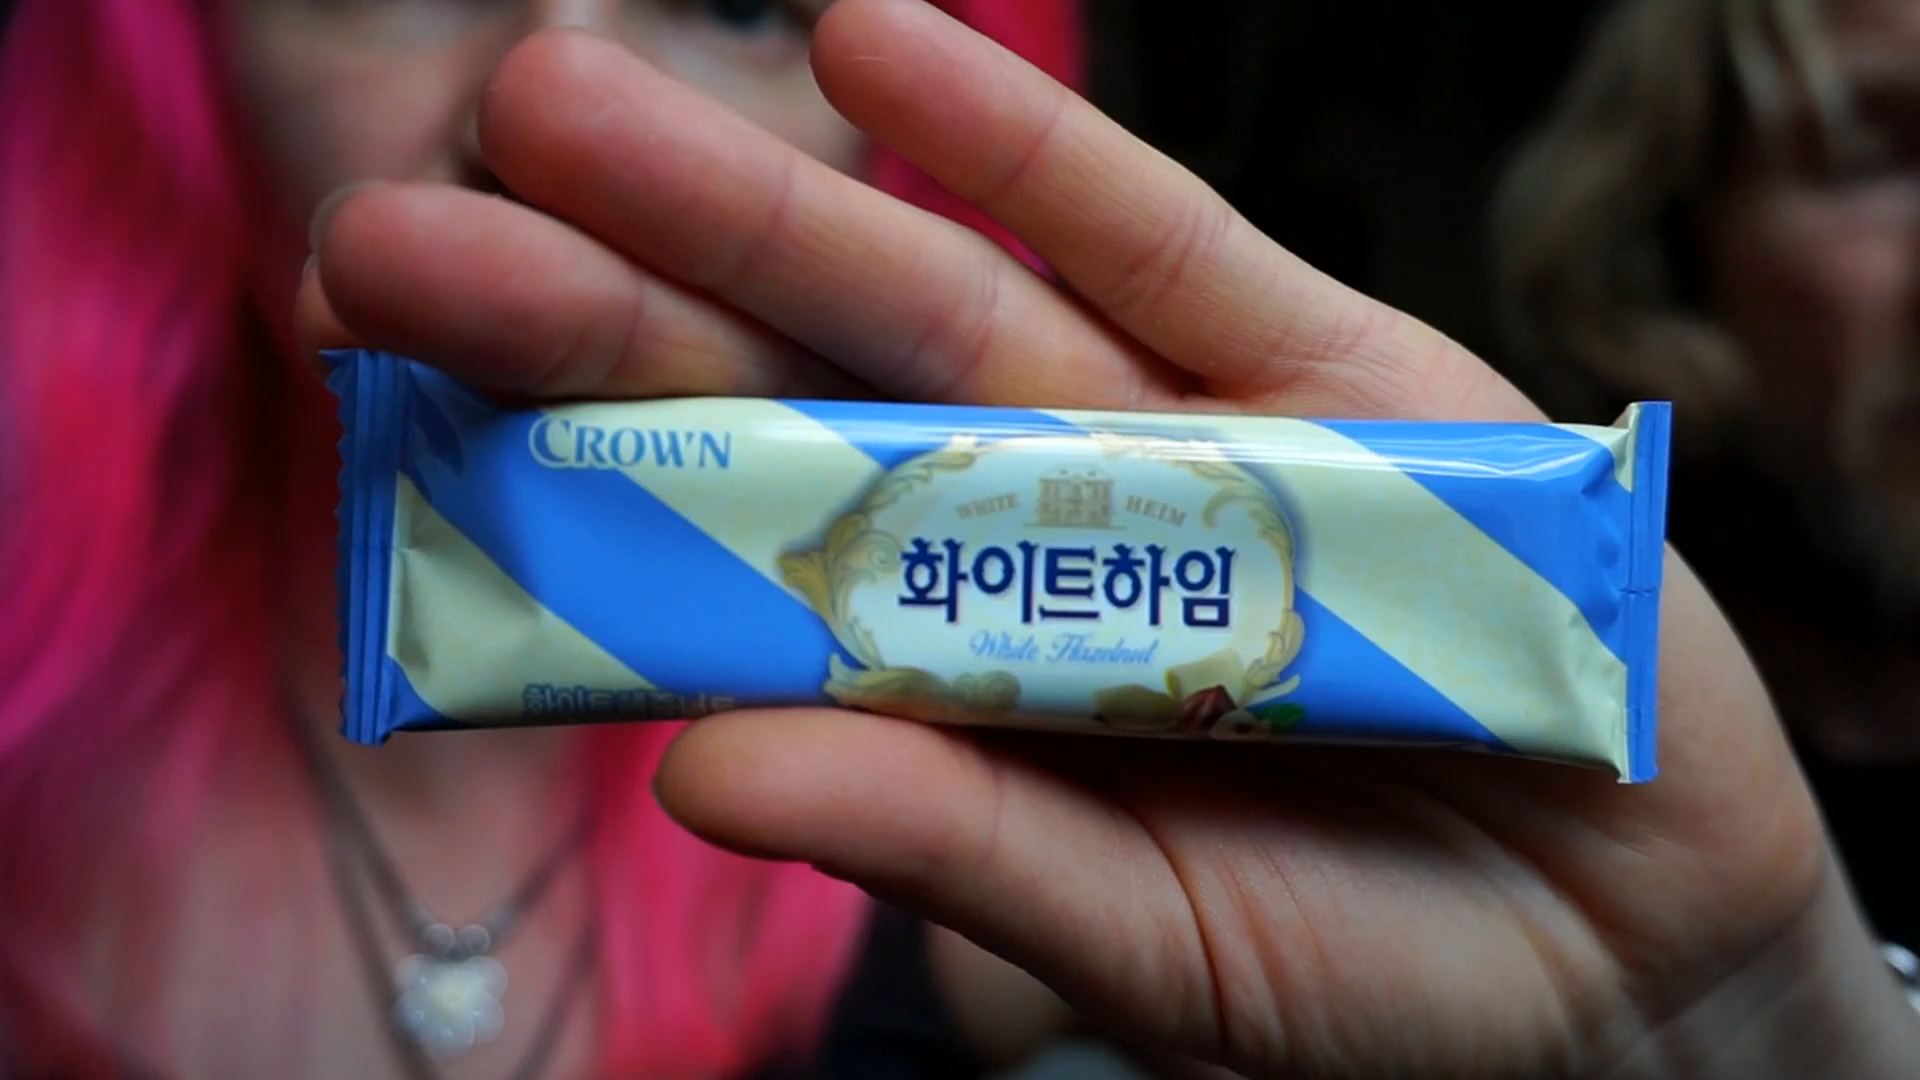 CROWN
WHITE HEIM
화이트하임
White Hazelnut